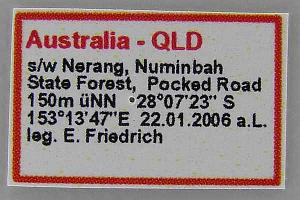 Australia - QLD
s/w Nerang, Numinbah
State Forest, Pocked Road
150m üNN 28°07'23" S
153°13'47"E 22.01.2006 a.L.
leg. E. Friedrich